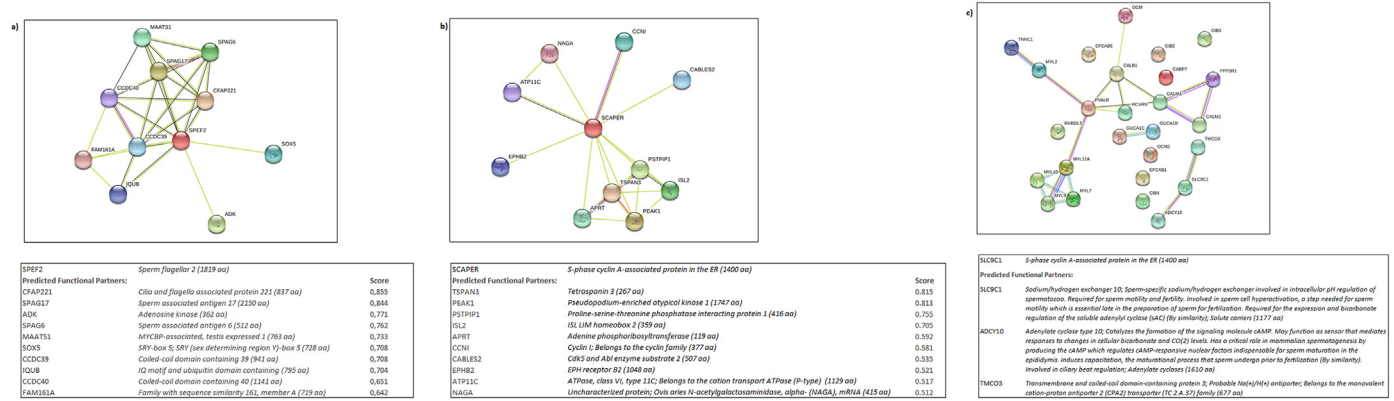 a)
MAATS1
SPAG6
SPAG17
CCDC40
CFAP221
CCDC39
SPEF2
FAM161A
SOX5
IQUB
ADK
SPEF2 Sperm flagellar 2 (1819 aa)
Predicted Functional Partners: Score
CFAP221 Cilia and flagella associated protein 221 (837 aa) 0,855
SPAG17 Sperm associated antigen 17 (2150 aa) 0,844
ADK Adenosine kinase (362 aa) 0,771
SPAG6 Sperm associated antigen 6 (512 aa) 0,762
MAATS1 MYCBP-associated, testis expressed 1 (763 aa) 0,733
SOX5 SRY-box 5; SRY (sex determining region Y)-box 5 (728 aa) 0,708
CCDC39 Coiled-coil domain containing 39 (941 aa) 0,708
IQUB IQ motif and ubiquitin domain containing (795 aa) 0,704
CCDC40 Coiled-coil domain containing 40 (1141 aa) 0,651
FAM161A Family with sequence similarity 161, member A (719 aa) 0,642
b)
CCNI
NAGA
CABLES2
ATP11C
SCAPER
EPHB2
PSTPIP1
TSPAN3
ISL2
APRT
PEAK1
SCAPER S-phase cyclin A-associated protein in the ER (1400 aa)
Predicted Functional Partners: Score
TSPAN3 Tetraspanin 3 (267 aa) 0.815
PEAK1 Pseudopodium-enriched atypical kinase 1 (1747 aa) 0.813
PSTPIP1 Proline-serine-threonine phosphatase interacting protein 1 (416 aa) 0.755
ISL2 ISL LIM homeobox 2 (359 aa) 0.705
APRT Adenine phosphoribosyltransferase (119 aa) 0.592
CCNI Cyclin I; Belongs to the cyclin family (377 aa) 0.581
CABLES2 Cdk5 and Abl enzyme substrate 2 (507 aa) 0.535
EPHB2 EPH receptor B2 (1048 aa) 0.521
ATP11C ATPase, class VI, type 11C; Belongs to the cation transport ATPase (P-type) (1129 aa) 0.517
NAGA Uncharacterized protein; Ovis aries N-acetylgalactosaminidase, alpha- (NAGA), mRNA (415 aa) 0.512
c)
OCM
CIB3
TNNC1
EFCAB6
CIB2
MYL2
CALB1
CABP7
PPP3R1
PVALB
CALM1
HCVRN
CALM2
RHBDL3
GUCA1C
GUCA1B
TMCO3
OCM2
MYL12A
EFCAB1
MYL10
SLC9C1
MYL7
MYL5
CIB4
ADCY10
SLC9C1 S-phase cyclin A-associated protein in the ER (1400 aa)
Predicted Functional Partners:
SLC9C1 Sodium/hydrogen exchanger 10; Sperm-specific sodium/hydrogen exchanger involved in intracellular pH regulation of
spermatozoa. Required for sperm motility and fertility. Involved in sperm cell hyperactivation, a step needed for sperm
motility which is essential late in the preparation of sperm for fertilization. Required for the expression and bicarbonate
regulation of the soluble adenylyl cyclase (sAC) (By similarity); Solute carriers (1177 aa)
ADCY10 Adenylate cyclase type 10; Catalyzes the formation of the signaling molecule cAMP. May function as sensor that mediates
responses to changes in cellular bicarbonate and CO(2) levels. Has a critical role in mammalian spermatogenesis by
producing the cAMP which regulates cAMP-responsive nuclear factors indispensable for sperm maturation in the
epididymis. Induces capacitation, the maturational process that sperm undergo prior to fertilization (By similarity).
Involved in ciliary beat regulation; Adenylate cyclases (1610 aa)
TMCO3 Transmembrane and coiled-coil domain-containing protein 3; Probable Na(+)/H(+) antiporter; Belongs to the monovalent
cation-proton antiporter 2 (CPA2) transporter (TC 2.A.37) family (677 aa)